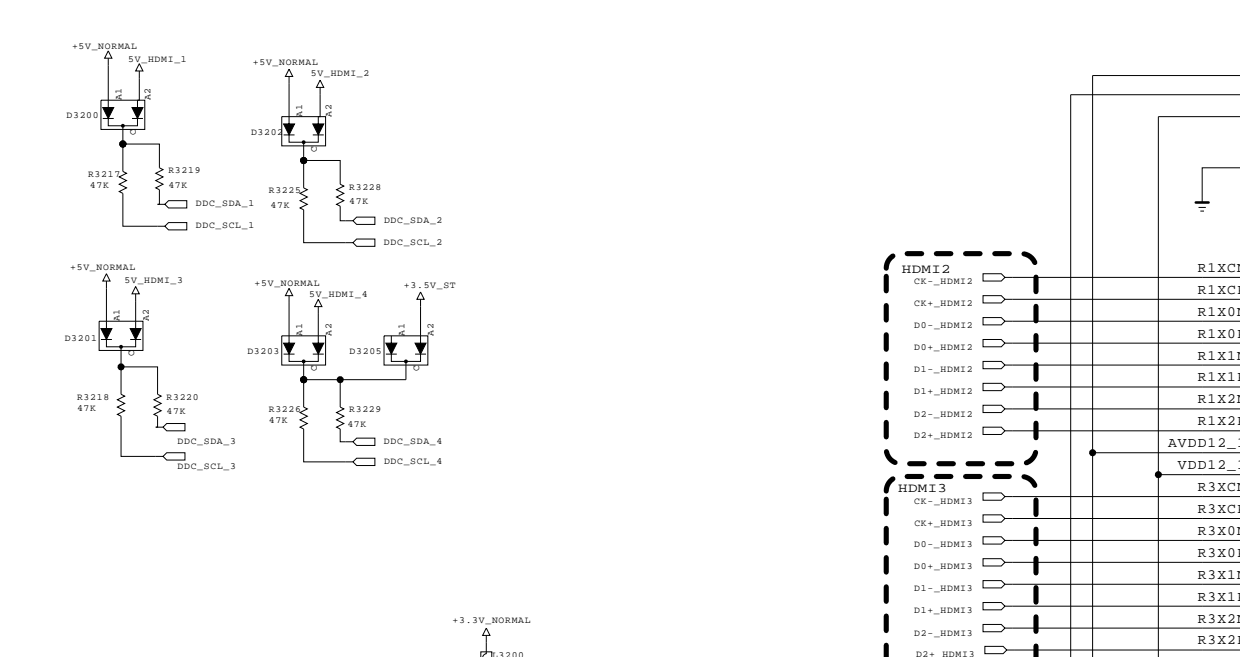 +5V_NORMAL
5V_HDMI_1
A1
A2
D3200
C
R3217
47K
R3219
47K
DDC_SDA_1
DDC_SCL_1
+5V_NORMAL
5V_HDMI_2
A1
A2
D3202
C
R3225
47K
R3228
47K
DDC_SDA_2
DDC_SCL_2
+5V_NORMAL
5V_HDMI_3
A1
A2
D3201
C
R3218
47K
R3220
47K
DDC_SDA_3
DDC_SCL_3
+5V_NORMAL
5V_HDMI_4
A1
A2
D3203
C
+3.5V_ST
A1
A2
D3205
C
R3226
47K
R3229
47K
DDC_SDA_4
DDC_SCL_4
+3.3V_NORMAL
L3200
HDMI2
CK-_HDMI2
CK+_HDMI2
D0-_HDMI2
D0+_HDMI2
D1-_HDMI2
D1+_HDMI2
D2-_HDMI2
D2+_HDMI2
HDMI3
CK-_HDMI3
CK+_HDMI3
D0-_HDMI3
D0+_HDMI3
D1-_HDMI3
D1+_HDMI3
D2-_HDMI3
D2+_HDMI3
AVDD12_1
VDD12_1